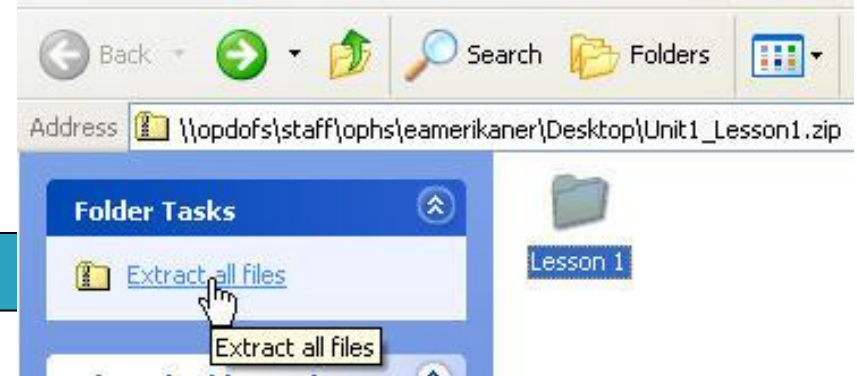 Back Search Folders
Address \\opdofs\staff\ophs\eamerikaner\Desktop\Unit1_Lesson1.zip
Folder Tasks
Extract all files
Lesson 1
Extract all files